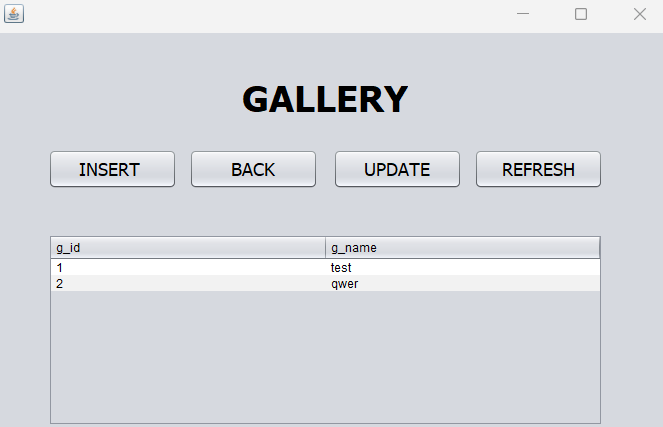 GALLERY
INSERT BACK UPDATE REFRESH
g_id g_name
1 test
2 qwer